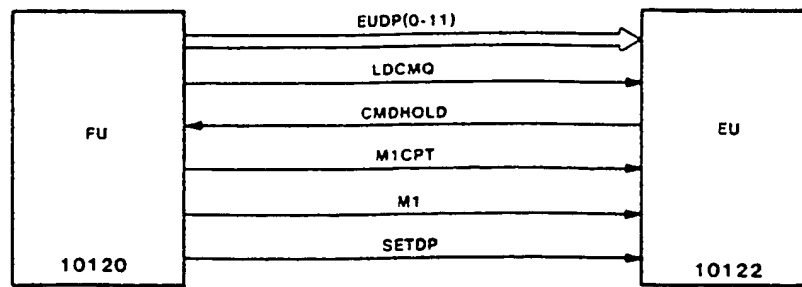 EUDP(0-11)
LDCMQ
CMDHOLD
FU
EU
M1CPT
M1
SETDP
10120
10122